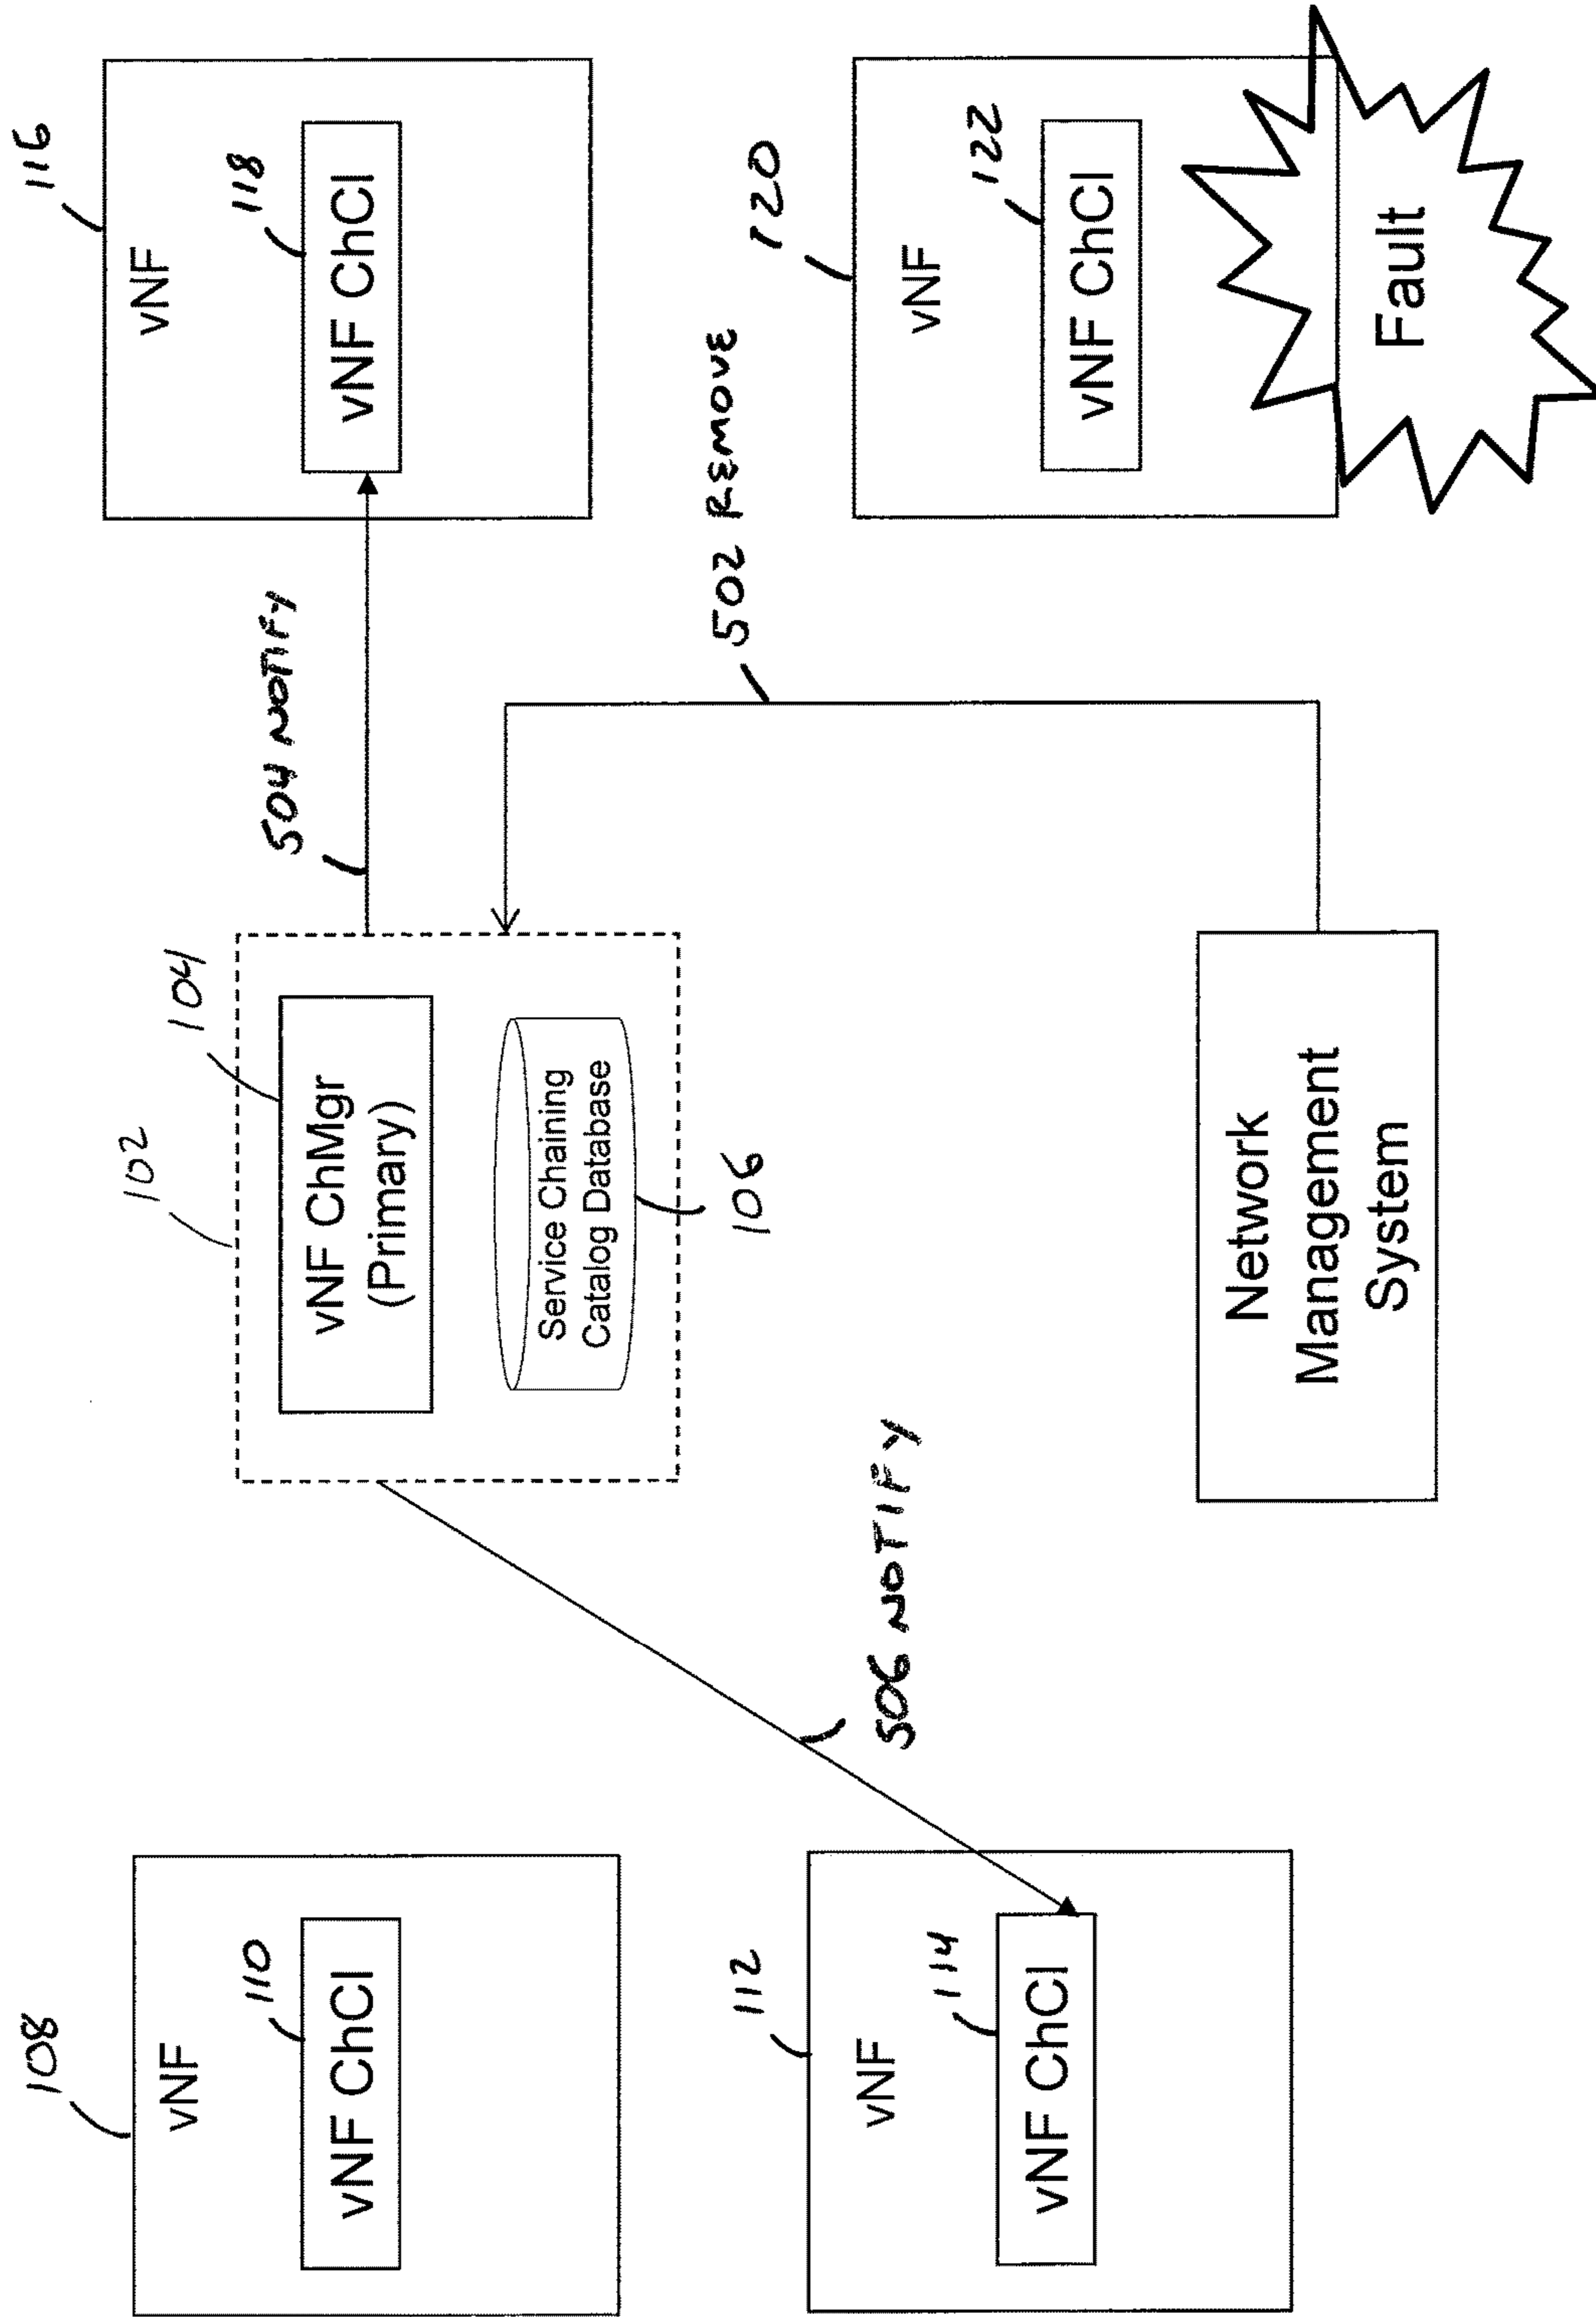 108
vNF
110
vNF ChCl
112
vNF
114
vNF ChCl
102
104
vNF ChMgr
(Primary)
Service Chaining
Catalog Database
106
504 NOTIFY
506 NOTIFY
502 REMOVE
Network
Management
System
116
vNF
118
vNF ChCl
120
vNF
122
vNF ChCl
Fault